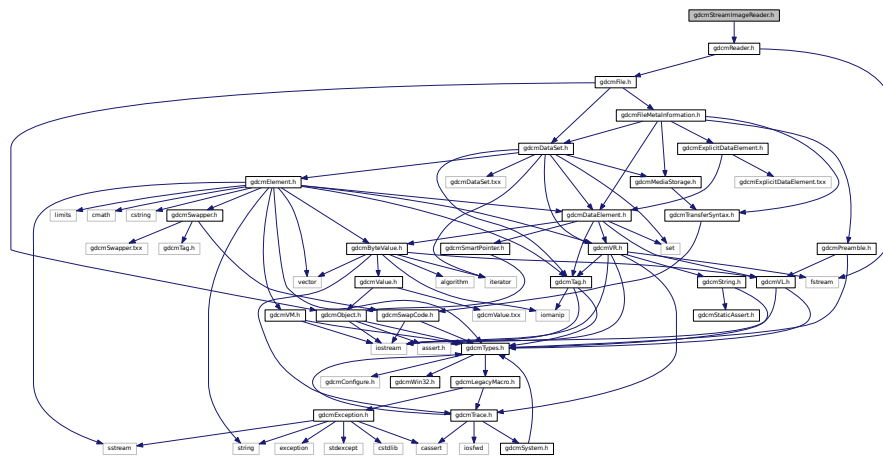 gdcmStreamImageReader.h
gdcmReader.h
gdcmFile.h
gdcmFileMetaInformation.h
gdcmDataSet.h
gdcmExplicitDataElement.h
gdcmElement.h
gdcmDataSet.txx
gdcmMediaStorage.h
gdcmExplicitDataElement.txx
limits
cmath
cstring
gdcmSwapper.h
gdcmDataElement.h
gdcmTransferSyntax.h
gdcmSwapper.txx
gdcmTag.h
gdcmByteValue.h
gdcmSmartPointer.h
gdcmVR.h
set
gdcmPreamble.h
vector
gdcmValue.h
algorithm
iterator
gdcmTag.h
gdcmString.h
gdcmVL.h
fstream
gdcmVM.h
gdcmObject.h
gdcmSwapCode.h
gdcmValue.txx
iomanip
gdcmStaticAssert.h
iostream
assert.h
gdcmTypes.h
gdcmConfigure.h
gdcmWin32.h
gdcmLegacyMacro.h
gdcmException.h
gdcmTrace.h
sstream
string
exception
stdexcept
cstdlib
cassert
iosfwd
gdcmSystem.h